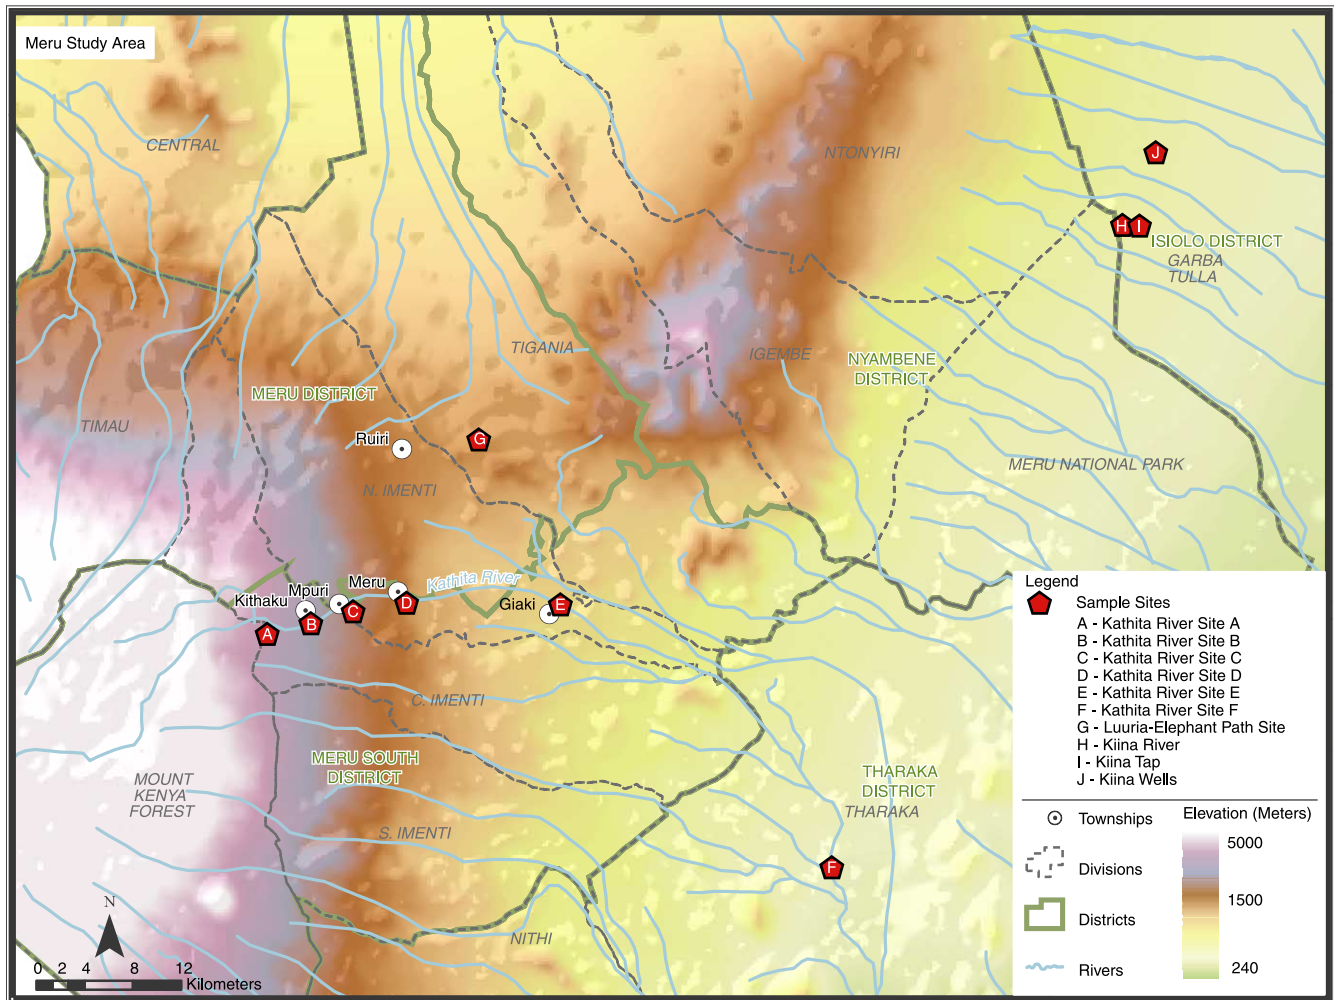 Meru Study Area
CENTRAL
NTONYIRI
J
H
I
ISIOLO DISTRICT
GARBA
TULLA
TIGANIA
IGEMBE
NYAMBENE
DISTRICT
MERU DISTRICT
TIMAU
Ruiri
G
MERU NATIONAL PARK
N. IMENTI
Kathita River
Meru
Mpuri
Kithaku
Giaki
A
B
C
D
E
C. IMENTI
MERU SOUTH
DISTRICT
MOUNT
KENYA
FOREST
THARAKA
DISTRICT
THARAKA
S. IMENTI
F
NITHI
N
0 2 4 8 12
Kilometers
Legend
Sample Sites
A - Kathita River Site A
B - Kathita River Site B
C - Kathita River Site C
D - Kathita River Site D
E - Kathita River Site E
F - Kathita River Site F
G - Luuria-Elephant Path Site
H - Kiina River
I - Kiina Tap
J - Kiina Wells
Townships
Divisions
Districts
Rivers
Elevation (Meters)
5000
1500
240